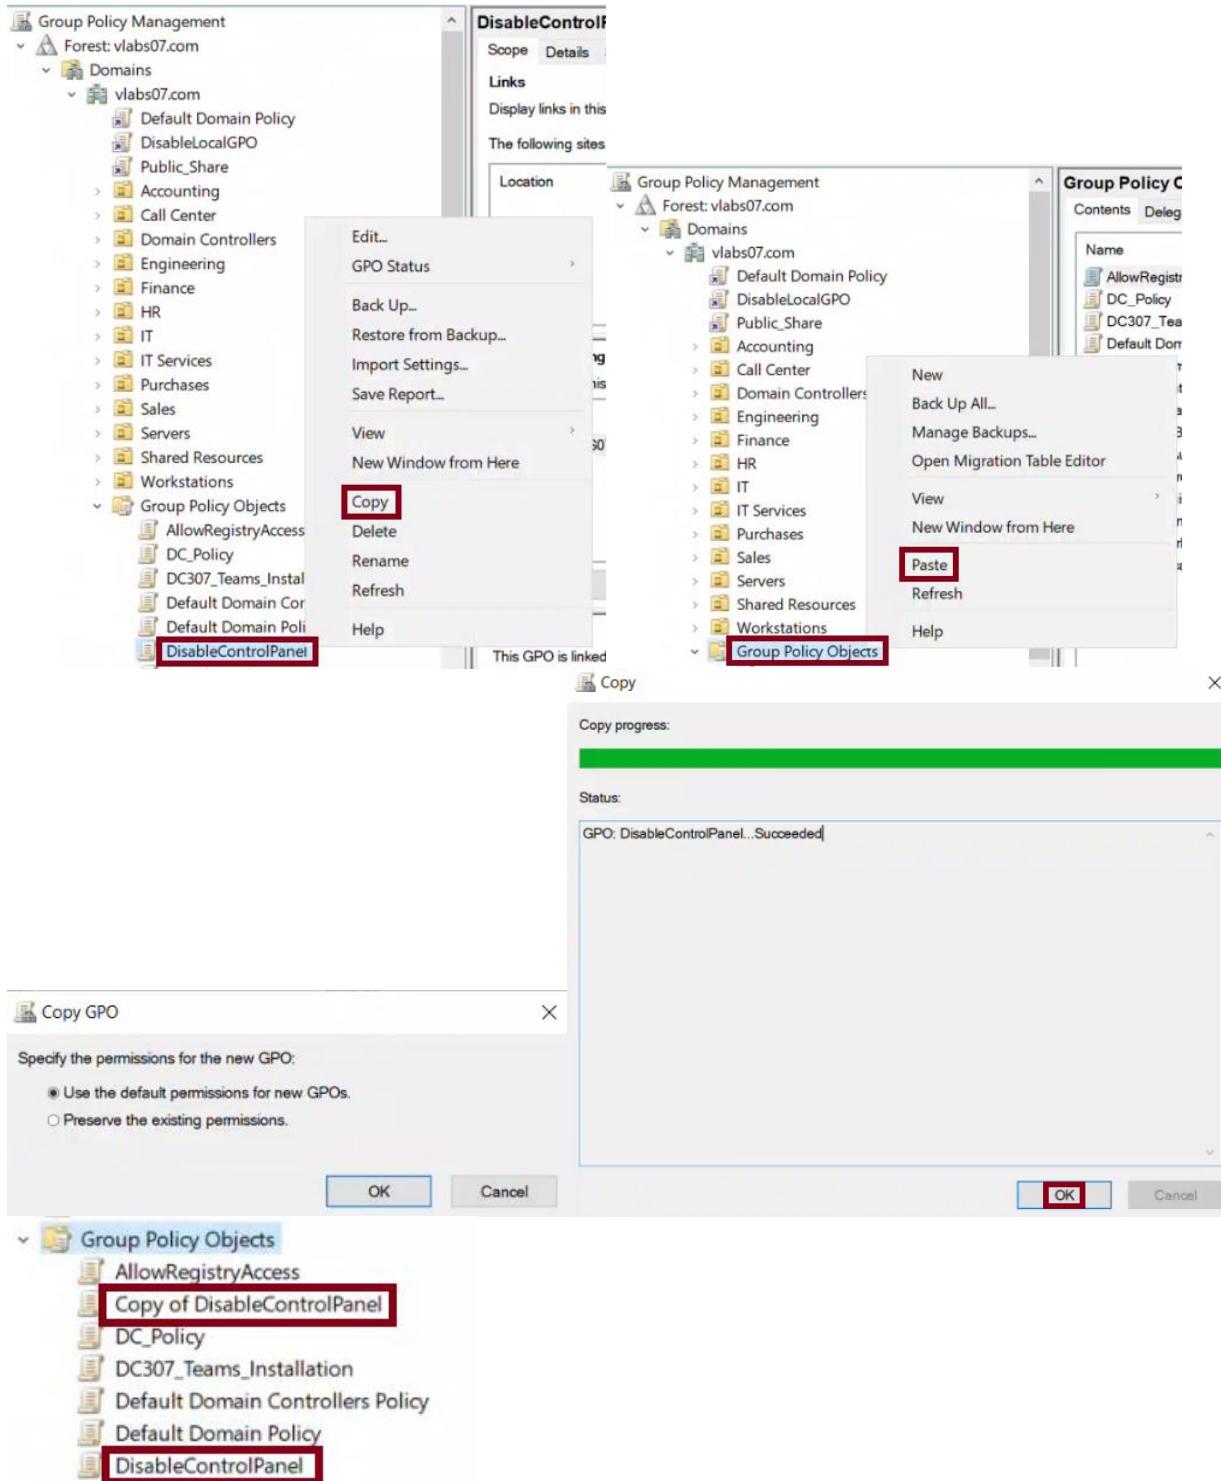 Group Policy Management
Forest: vlabs07.com
Domains
vlabs07.com
Default Domain Policy
DisableLocalGPO
Public_Share
Accounting
Call Center
Domain Controllers
Engineering
Finance
HR
IT
IT Services
Purchases
Sales
Servers
Shared Resources
Workstations
Group Policy Objects
AllowRegistryAccess
DC_Policy
DC307_Teams_Instal
Default Domain Cor
Default Domain Poli
DisableControlPanel
Edit...
GPO Status
Back Up...
Restore from Backup...
Import Settings...
Save Report...
View
New Window from Here
Copy
Delete
Rename
Refresh
Help
DisableControlF
Scope Details
Links
Display links in this
The following sites
Location
This GPO is linked
Group Policy Management
Forest: vlabs07.com
Domains
vlabs07.com
Default Domain Policy
DisableLocalGPO
Public_Share
Accounting
Call Center
Domain Controllers
Engineering
Finance
HR
IT
IT Services
Purchases
Sales
Servers
Shared Resources
Workstations
Group Policy Objects
New
Back Up All...
Manage Backups...
Open Migration Table Editor
View
New Window from Here
Paste
Refresh
Help
Group Policy C
Contents Deleg
Name
AllowRegistr
DC_Policy
DC307_Tea
Default Dom
Copy
Copy progress:
Status:
GPO: DisableControlPanel...Succeeded
OK Cancel
Copy GPO
Specify the permissions for the new GPO:
Use the default permissions for new GPOs.
Preserve the existing permissions.
OK Cancel
Group Policy Objects
AllowRegistryAccess
Copy of DisableControlPanel
DC_Policy
DC307_Teams_Installation
Default Domain Controllers Policy
Default Domain Policy
DisableControlPanel